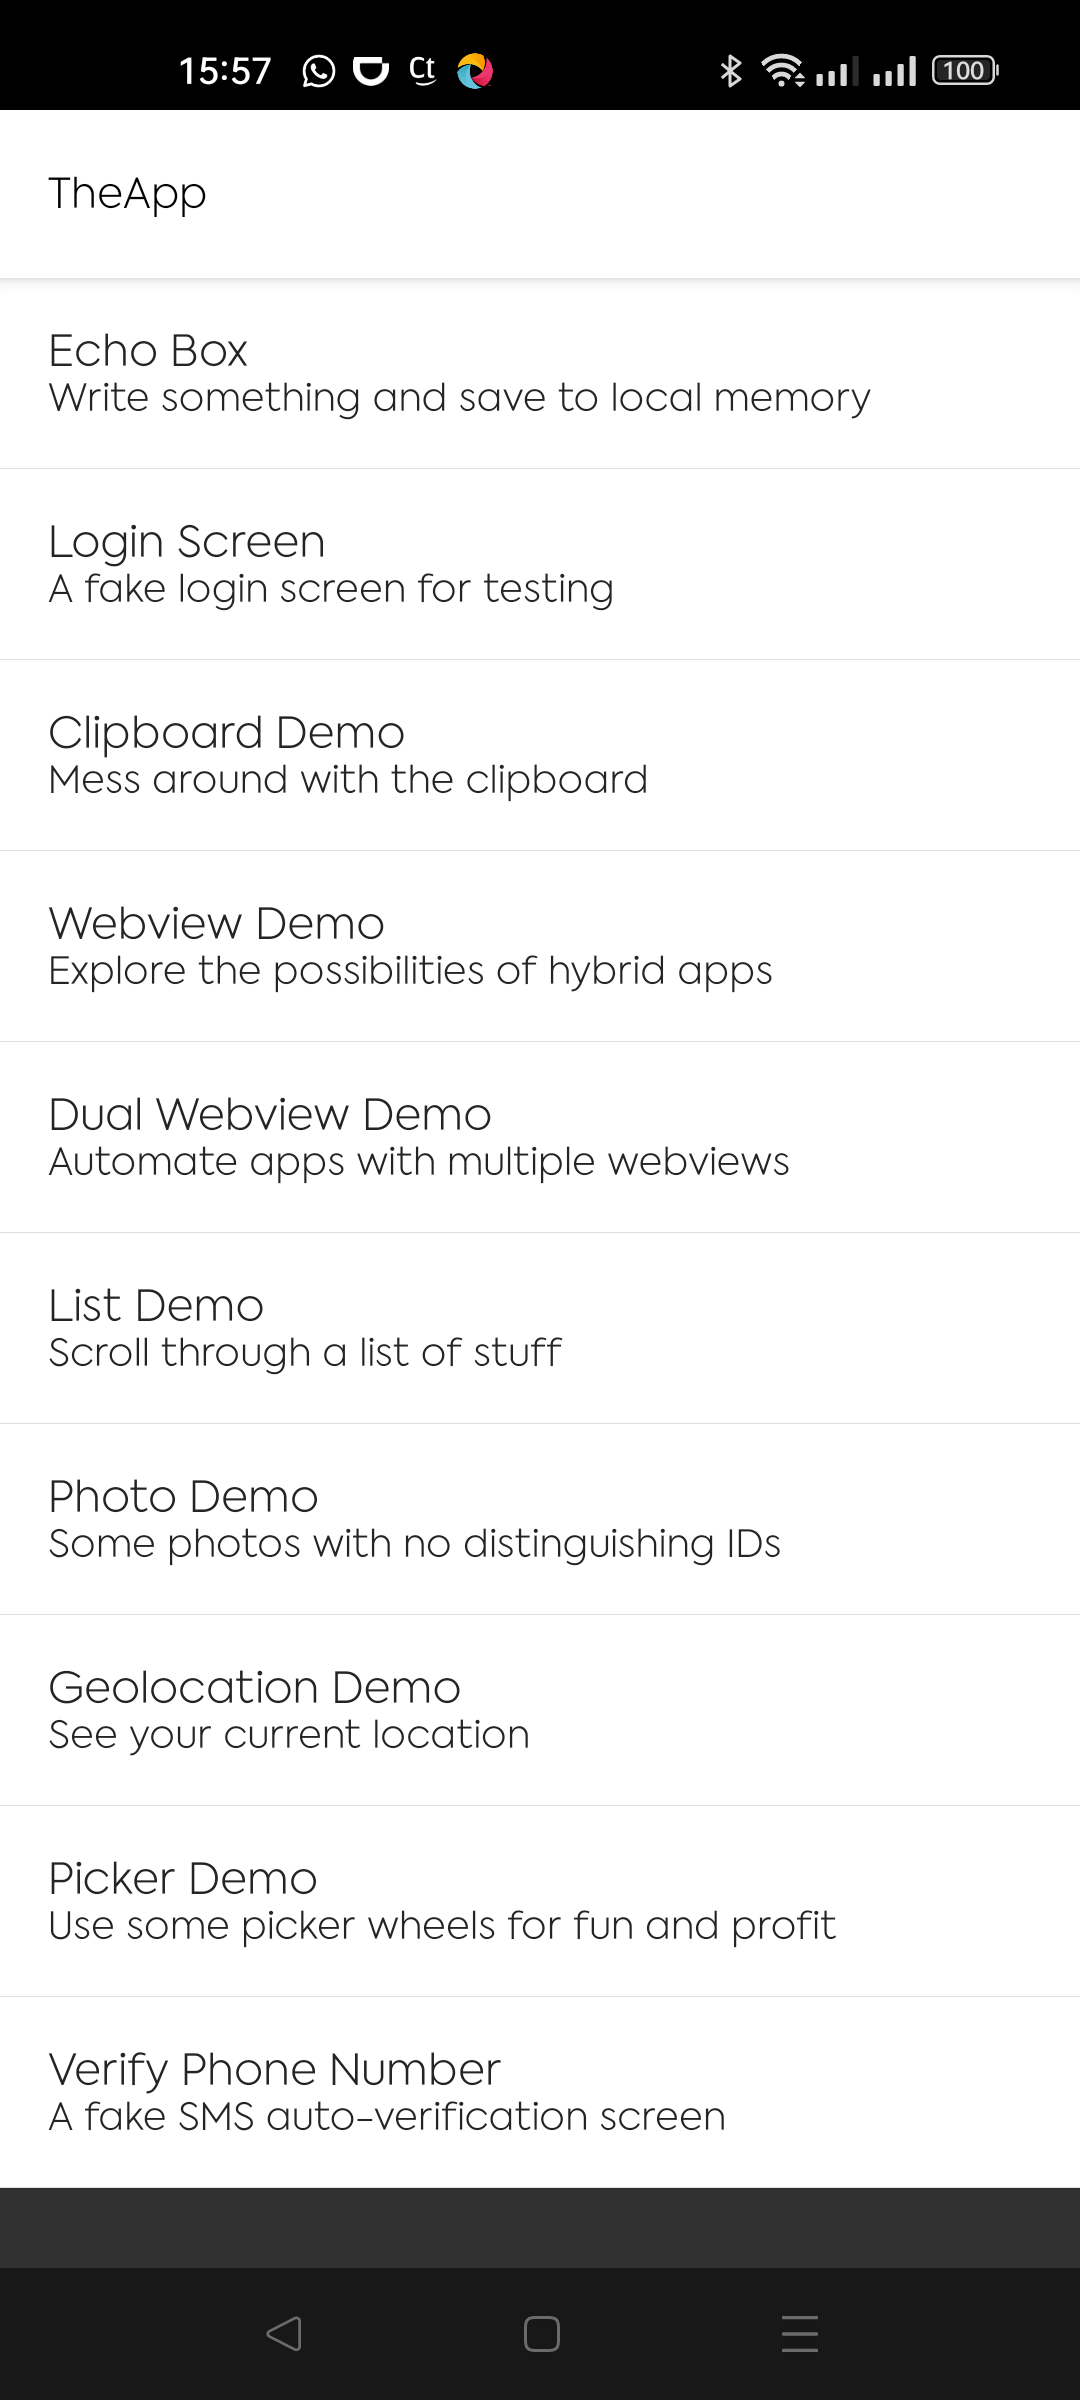 15:57 Ct 100
TheApp
Echo Box
Write something and save to local memory
Login Screen
A fake login screen for testing
Clipboard Demo
Mess around with the clipboard
Webview Demo
Explore the possibilities of hybrid apps
Dual Webview Demo
Automate apps with multiple webviews
List Demo
Scroll through a list of stuff
Photo Demo
Some photos with no distinguishing IDs
Geolocation Demo
See your current location
Picker Demo
Use some picker wheels for fun and profit
Verify Phone Number
A fake SMS auto-verification screen